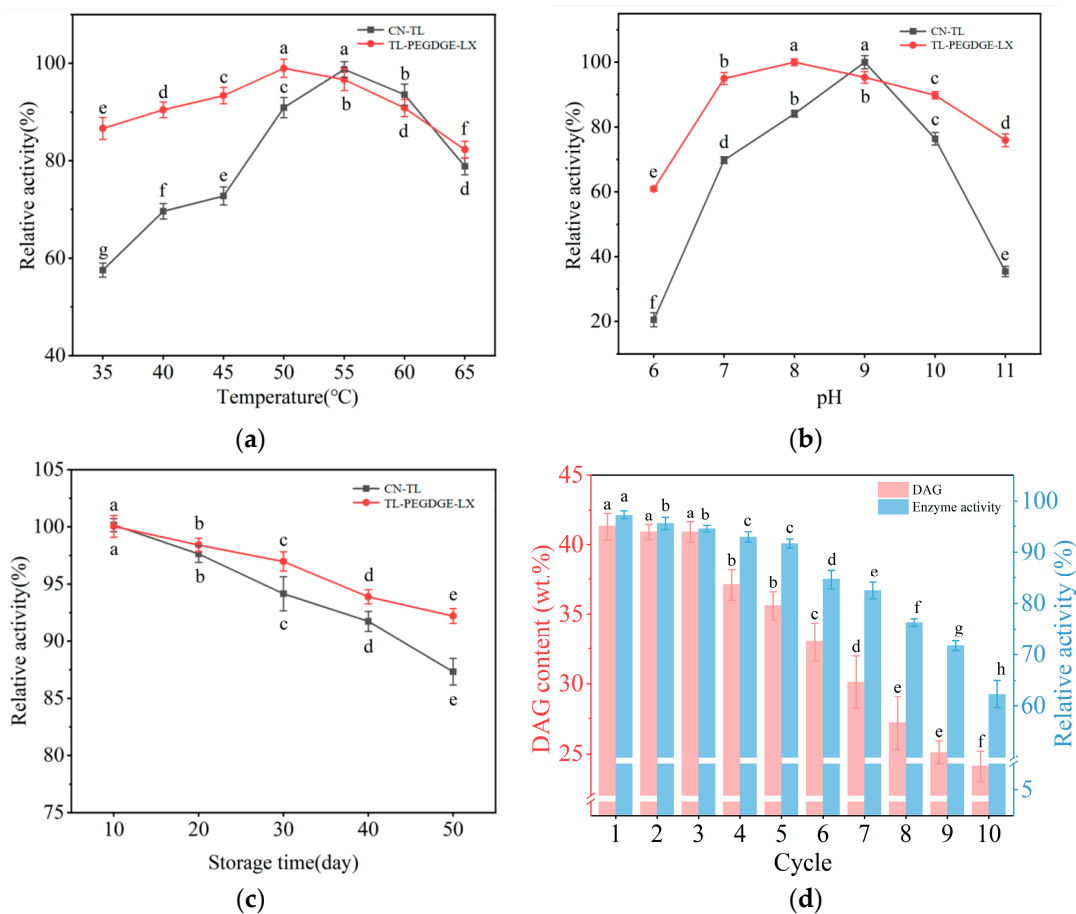 CN-TL
TL-PEGDGE-LX
Relative activity(%)
100
80
60
40
a a
b
c
c
d
e
b
d
f
f
e
d
g
35 40 45 50 55 60 65
Temperature(℃)
(a)
CN-TL
TL-PEGDGE-LX
Relative activity(%)
100
80
60
40
20
b a a
b b c
d c d
e
f e
6 7 8 9 10 11
pH
(b)
CN-TL
TL-PEGDGE-LX
Relative activity(%)
105
100
95
90
85
80
75
a b c d e
a b c d e
10 20 30 40 50
Storage time(day)
(c)
DAG
Enzyme activity
DAG content (wt.%)
45
40
35
30
25
Relative activity(%)
100
90
80
70
60
5
a a a b a b c c
b c d e
c d f g
e e f h
1 2 3 4 5 6 7 8 9 10
Cycle
(d)